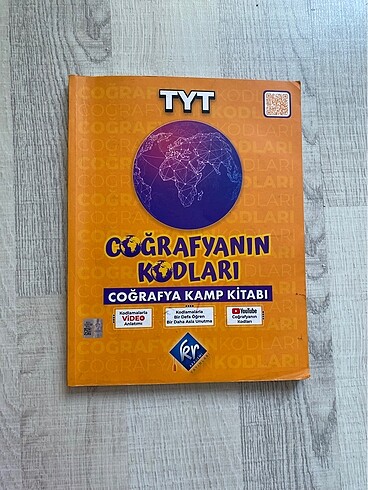 TYT
COĞRAFYANIN
KODLARI
COĞRAFYA KAMP KİTABI
Kodlamalarla
VİDEO
Anlatımı
Kodlamalarla
Bir Defa Öğren
Bir Daha Asla Unutma
YouTube
Coğrafyanın
Kodları
kr